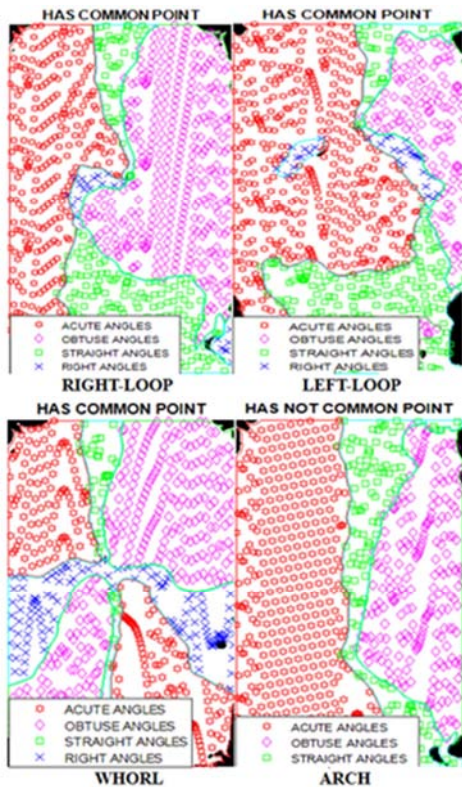 HAS COMMON POINT
HAS COMMON POINT
ACUTE ANGLES
OBTUSE ANGLES
STRAIGHT ANGLES
RIGHT ANGLES
ACUTE ANGLES
OBTUSE ANGLES
STRAIGHT ANGLES
RIGHT ANGLES
RIGHT-LOOP
LEFT-LOOP
HAS COMMON POINT
HAS NOT COMMON POINT
ACUTE ANGLES
OBTUSE ANGLES
STRAIGHT ANGLES
RIGHT ANGLES
ACUTE ANGLES
OBTUSE ANGLES
STRAIGHT ANGLES
WHORL
ARCH